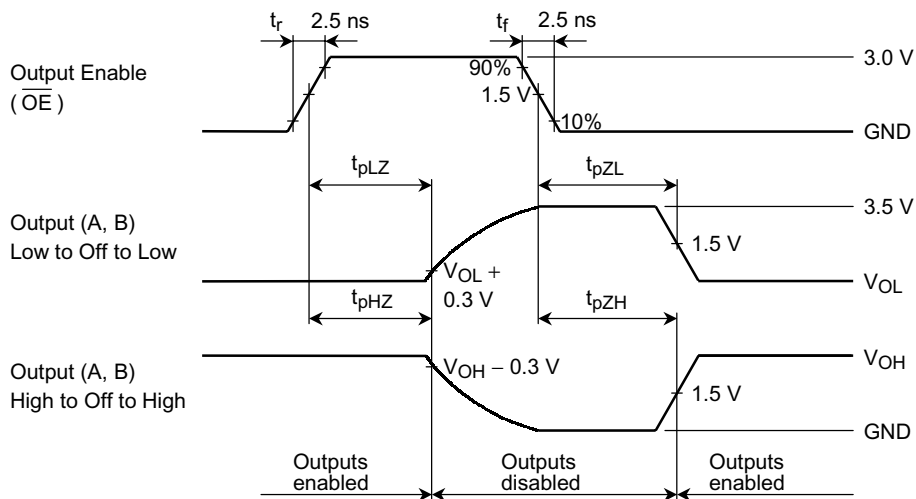 tr 2.5 ns tf 2.5 ns
Output Enable
( OE )
90%
1.5 V
10%
3.0 V
GND
tpLZ tpZL
Output (A, B)
Low to Off to Low
3.5 V
1.5 V
VOL +
0.3 V
VOL
tpHZ tpZH
Output (A, B)
High to Off to High
VOH − 0.3 V
VOH
1.5 V
GND
Outputs
enabled
Outputs
disabled
Outputs
enabled